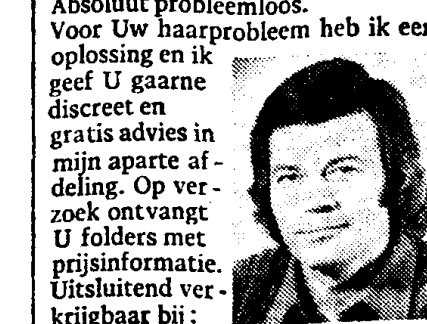 Absoluut probleemloos.
Voor Uw haarprobleem heb ik een
oplossing en ik
geef U gaarne
discreet en
gratis advies in
mijn aparte af-
deling. Op ver-
zoek ontvangt
U folders met
prijsinformatie.
Uitsluitend ver-
krijgbaar bij: